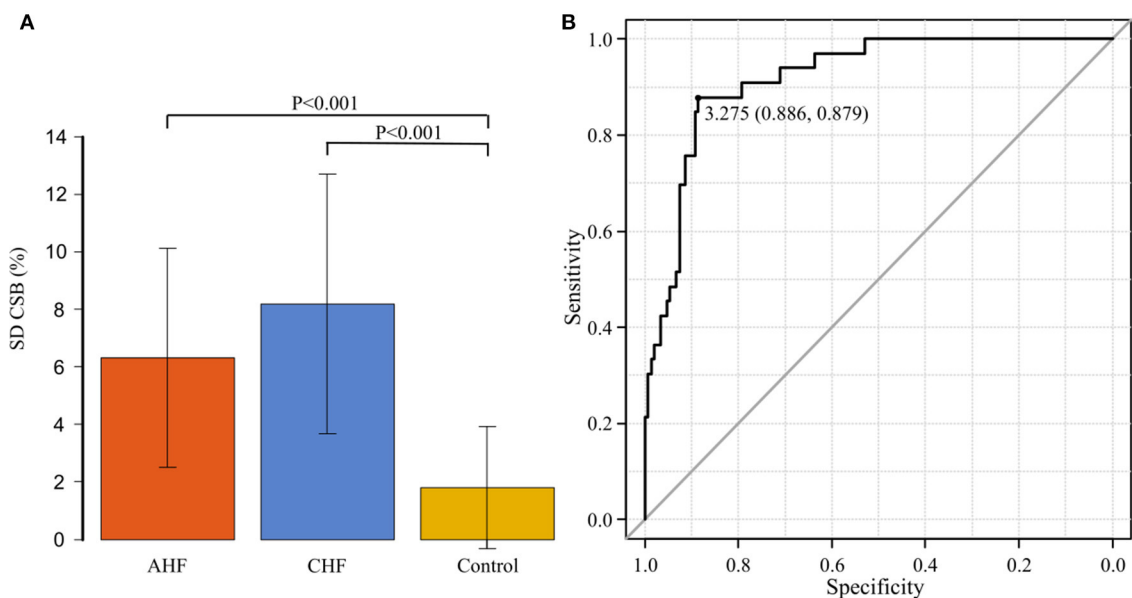 A
P<0.001
P<0.001
SD CSB (%)
14
12
10
8
6
4
2
0
AHF CHF Control
B
3.275 (0.886, 0.879)
Sensitivity
1.0
0.8
0.6
0.4
0.2
0.0
1.0 0.8 0.6 0.4 0.2 0.0
Specificity